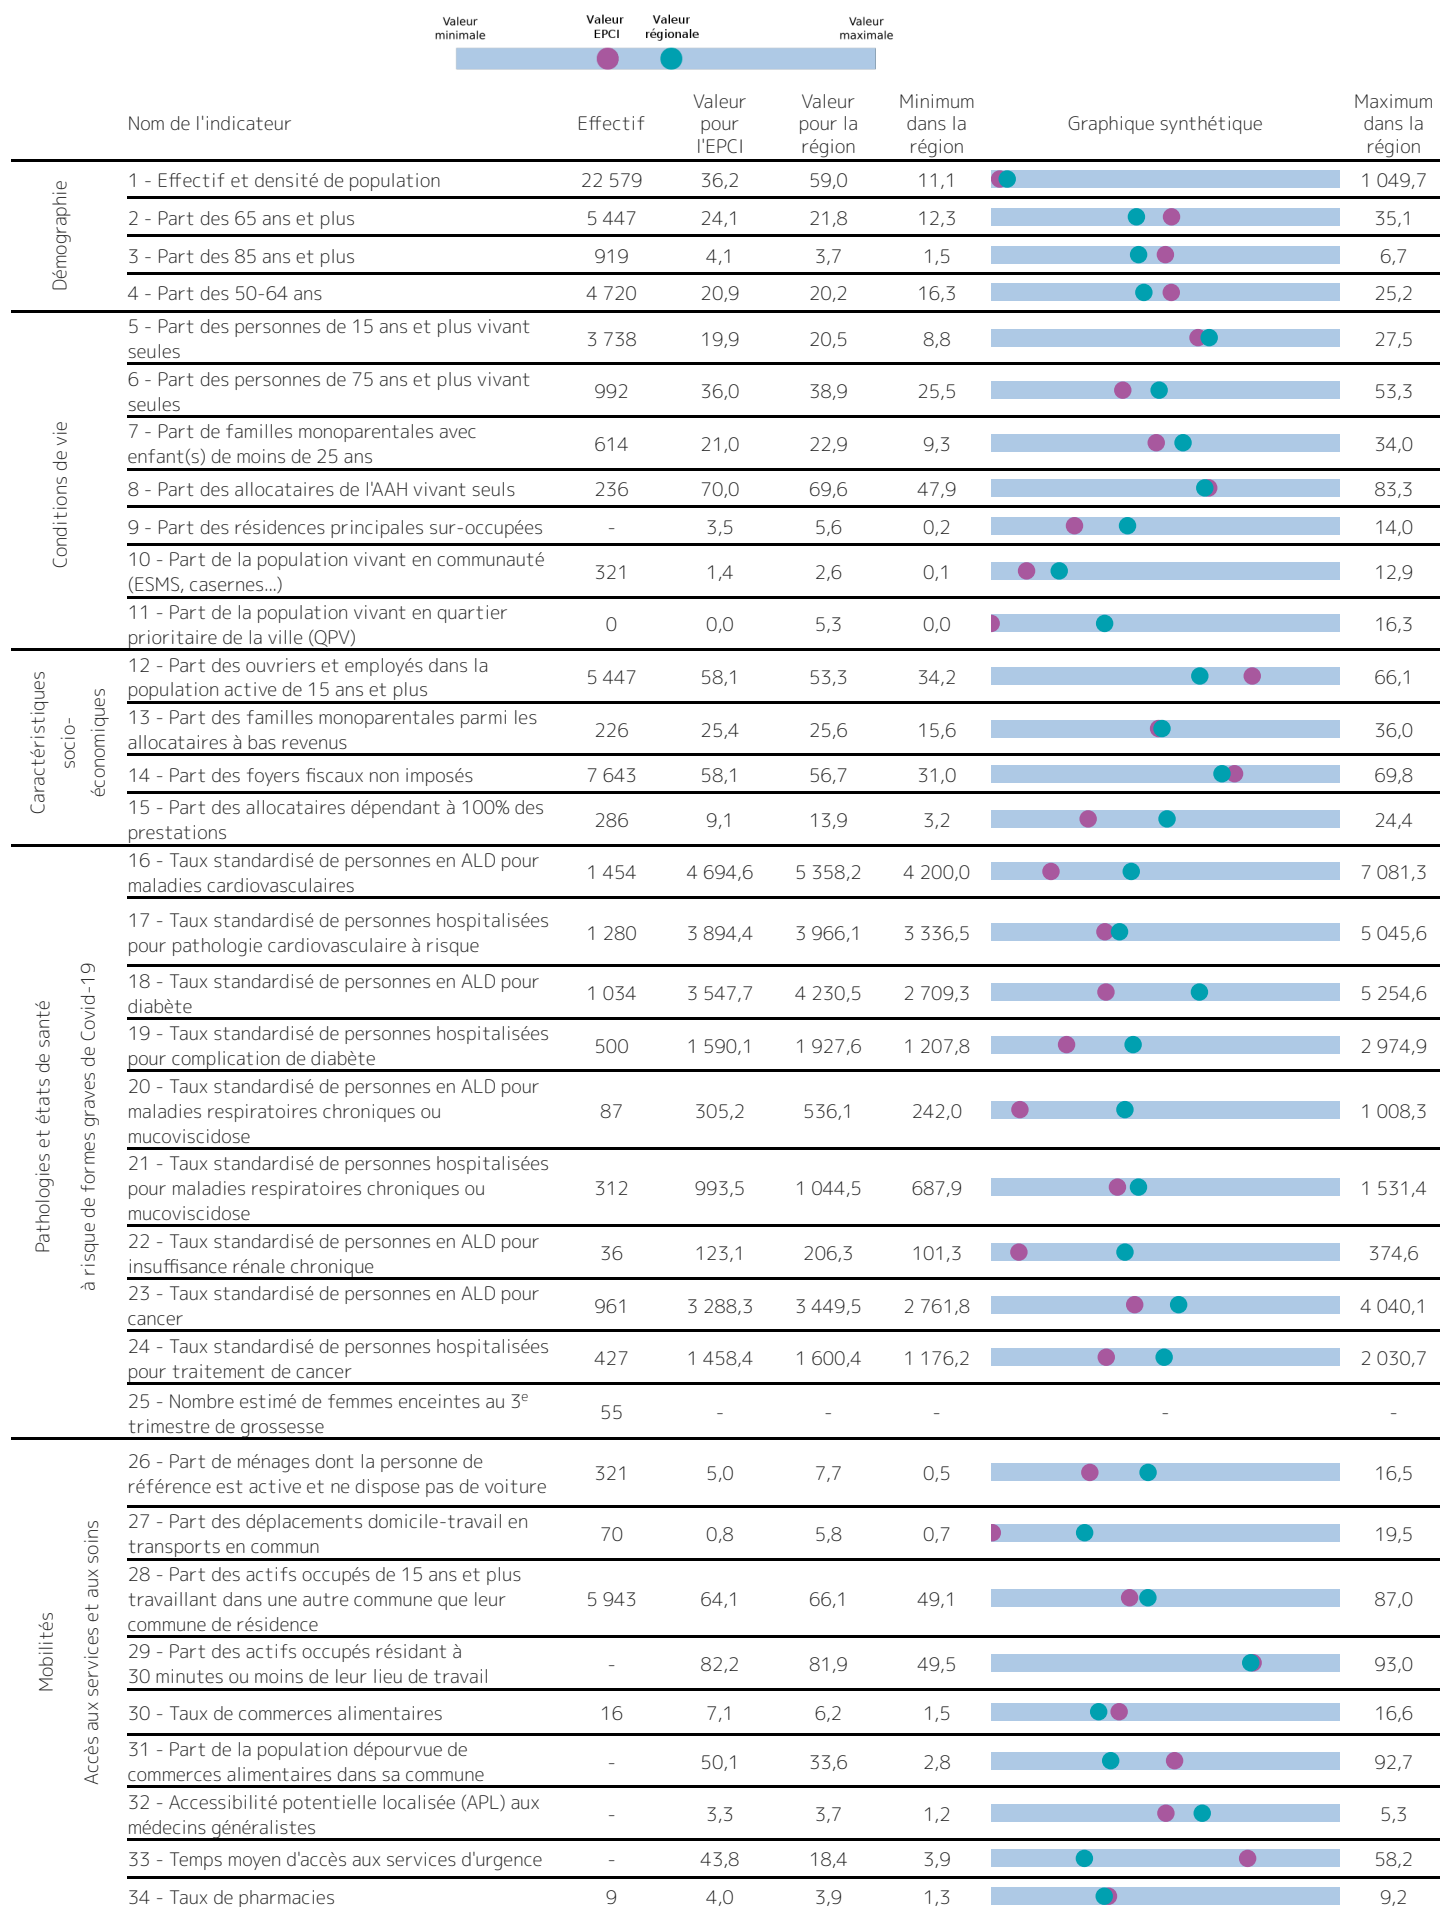 Valeur minimale
Valeur EPCI
Valeur régionale
Valeur maximale
Nom de l'indicateur
Effectif
Valeur pour l'EPCI
Valeur pour la région
Minimum dans la région
Graphique synthétique
Maximum dans la région
Démographie
1 - Effectif et densité de population 22 579 36,2 59,0 11,1 1 049,7
2 - Part des 65 ans et plus 5 447 24,1 21,8 12,3 35,1
3 - Part des 85 ans et plus 919 4,1 3,7 1,5 6,7
4 - Part des 50-64 ans 4 720 20,9 20,2 16,3 25,2
Conditions de vie
5 - Part des personnes de 15 ans et plus vivant
seules 3 738 19,9 20,5 8,8 27,5
6 - Part des personnes de 75 ans et plus vivant
seules 992 36,0 38,9 25,5 53,3
7 - Part de familles monoparentales avec
enfant(s) de moins de 25 ans 614 21,0 22,9 9,3 34,0
8 - Part des allocataires de l'AAH vivant seuls 236 70,0 69,6 47,9 83,3
9 - Part des résidences principales sur-occupées - 3,5 5,6 0,2 14,0
10 - Part de la population vivant en communauté
(ESMS, casernes...) 321 1,4 2,6 0,1 12,9
11 - Part de la population vivant en quartier
prioritaire de la ville (QPV) 0 0,0 5,3 0,0 16,3
Caractéristiques
socio-
économiques
12 - Part des ouvriers et employés dans la
population active de 15 ans et plus 5 447 58,1 53,3 34,2 66,1
13 - Part des familles monoparentales parmi les
allocataires à bas revenus 226 25,4 25,6 15,6 36,0
14 - Part des foyers fiscaux non imposés 7 643 58,1 56,7 31,0 69,8
15 - Part des allocataires dépendant à 100% des
prestations 286 9,1 13,9 3,2 24,4
Pathologies et états de santé
à risque de formes graves de Covid-19
16 - Taux standardisé de personnes en ALD pour
maladies cardiovasculaires 1 454 4 694,6 5 358,2 4 200,0 7 081,3
17 - Taux standardisé de personnes hospitalisées
pour pathologie cardiovasculaire à risque 1 280 3 894,4 3 966,1 3 336,5 5 045,6
18 - Taux standardisé de personnes en ALD pour
diabète 1 034 3 547,7 4 230,5 2 709,3 5 254,6
19 - Taux standardisé de personnes hospitalisées
pour complication de diabète 500 1 590,1 1 927,6 1 207,8 2 974,9
20 - Taux standardisé de personnes en ALD pour
maladies respiratoires chroniques ou 87 305,2 536,1 242,0 1 008,3
mucoviscidose
21 - Taux standardisé de personnes hospitalisées
pour maladies respiratoires chroniques ou 312 993,5 1 044,5 687,9 1 531,4
mucoviscidose
22 - Taux standardisé de personnes en ALD pour
insuffisance rénale chronique 36 123,1 206,3 101,3 374,6
23 - Taux standardisé de personnes en ALD pour
cancer 961 3 288,3 3 449,5 2 761,8 4 040,1
24 - Taux standardisé de personnes hospitalisées
pour traitement de cancer 427 1 458,4 1 600,4 1 176,2 2 030,7
25 - Nombre estimé de femmes enceintes au 3e
trimestre de grossesse 55 - - - - -
Mobilités
Accès aux services et aux soins
26 - Part de ménages dont la personne de
référence est active et ne dispose pas de voiture 321 5,0 7,7 0,5 16,5
27 - Part des déplacements domicile-travail en
transports en commun 70 0,8 5,8 0,7 19,5
28 - Part des actifs occupés de 15 ans et plus
travaillant dans une autre commune que leur 5 943 64,1 66,1 49,1 87,0
commune de résidence
29 - Part des actifs occupés résidant à
30 minutes ou moins de leur lieu de travail - 82,2 81,9 49,5 93,0
30 - Taux de commerces alimentaires 16 7,1 6,2 1,5 16,6
31 - Part de la population dépourvue de
commerces alimentaires dans sa commune - 50,1 33,6 2,8 92,7
32 - Accessibilité potentielle localisée (APL) aux
médecins généralistes - 3,3 3,7 1,2 5,3
33 - Temps moyen d'accès aux services d'urgence - 43,8 18,4 3,9 58,2
34 - Taux de pharmacies 9 4,0 3,9 1,3 9,2